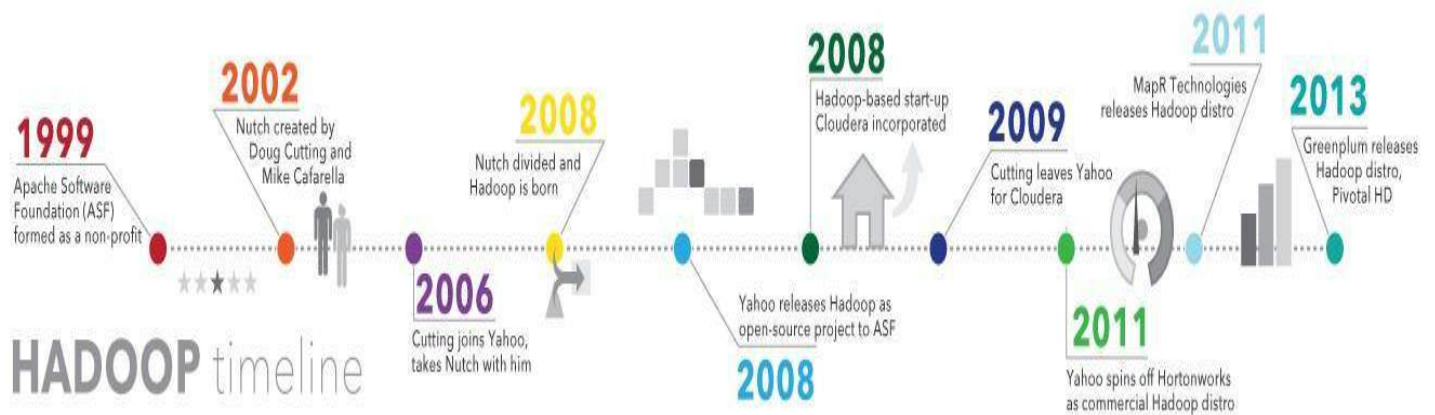 1999
Apache Software
Foundation (ASF)
formed as a non-profit
2002
Nutch created by
Doug Cutting and
Mike Cafarella
2006
Cutting joins Yahoo,
takes Nutch with him
2008
Nutch divided and
Hadoop is born
Yahoo releases Hadoop as
open-source project to ASF
2008
2008
Hadoop-based start-up
Cloudera incorporated
2009
Cutting leaves Yahoo
for Cloudera
2011
Yahoo spins off Hortonworks
as commercial Hadoop distro
2011
MapR Technologies
releases Hadoop distro
2013
Greenplum releases
Hadoop distro,
Pivotal HD
HADOOP timeline